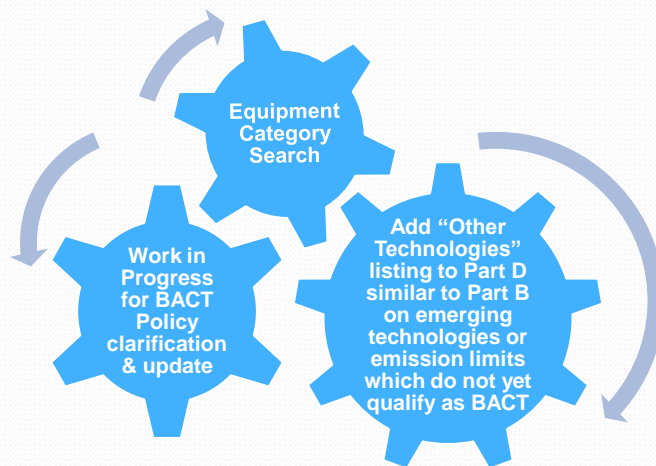 Equipment
Category
Search
Work in
Progress
for BACT
Policy
clarification
& update
Add “Other
Technologies”
listing to Part D
similar to Part B
on emerging
technologies or
emission limits
which do not yet
qualify as BACT